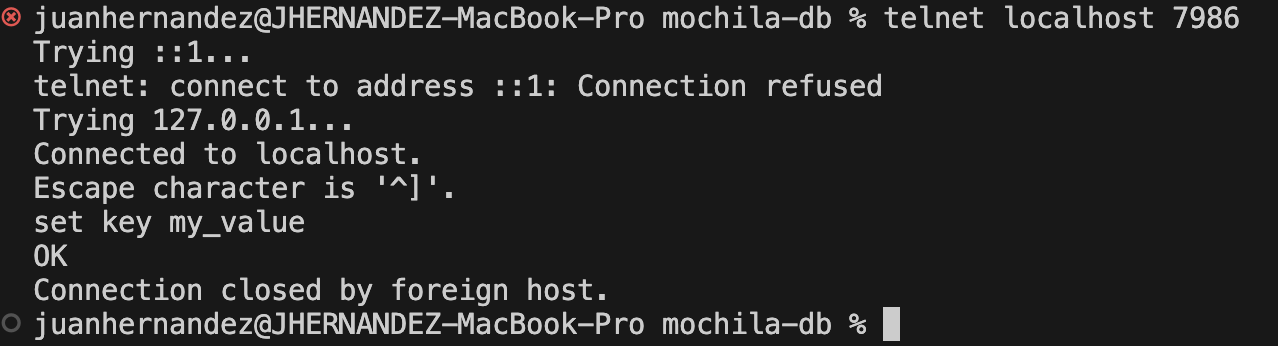 juanhernandez@JHERNANDEZ-MacBook-Pro mochila-db % telnet localhost 7986
Trying ::1...
telnet: connect to address ::1: Connection refused
Trying 127.0.0.1...
Connected to localhost.
Escape character is '^]'.
set key my_value
OK
Connection closed by foreign host.
juanhernandez@JHERNANDEZ-MacBook-Pro mochila-db %